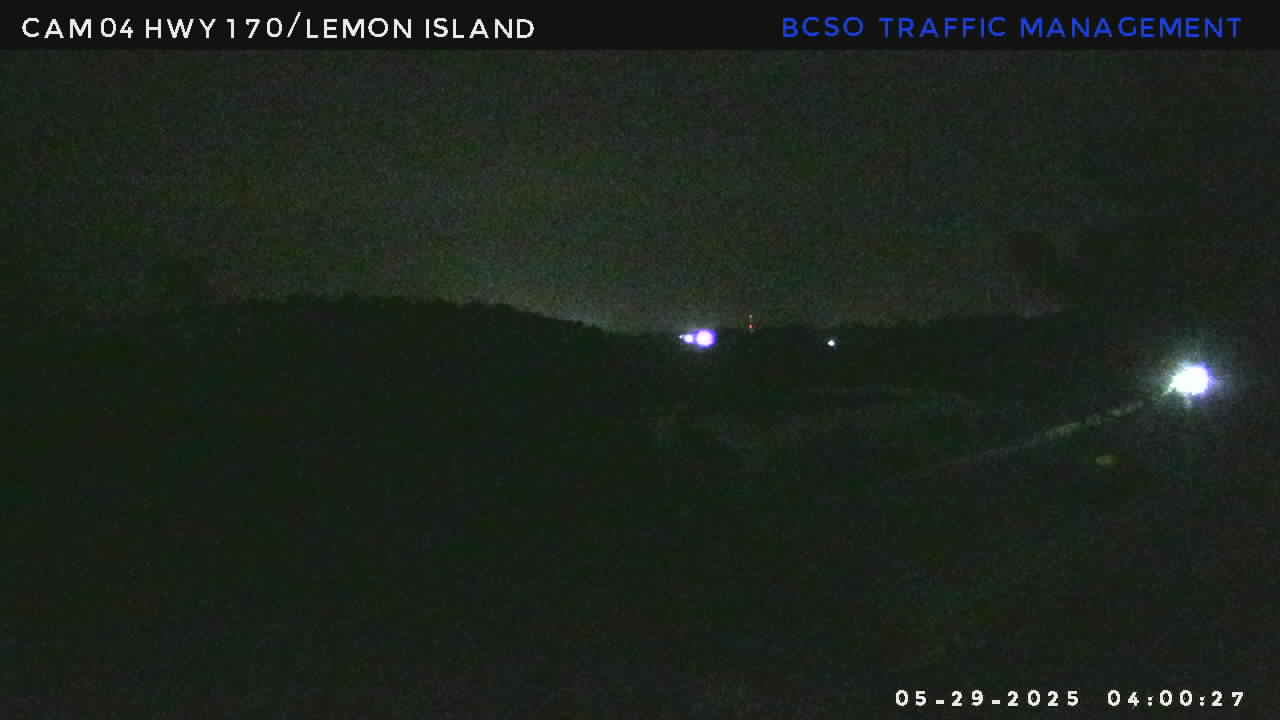 CAM04 HWY 170/LEMON ISLAND
BCSO TRAFFIC MANAGEMENT
05-29-2025 04:00:27